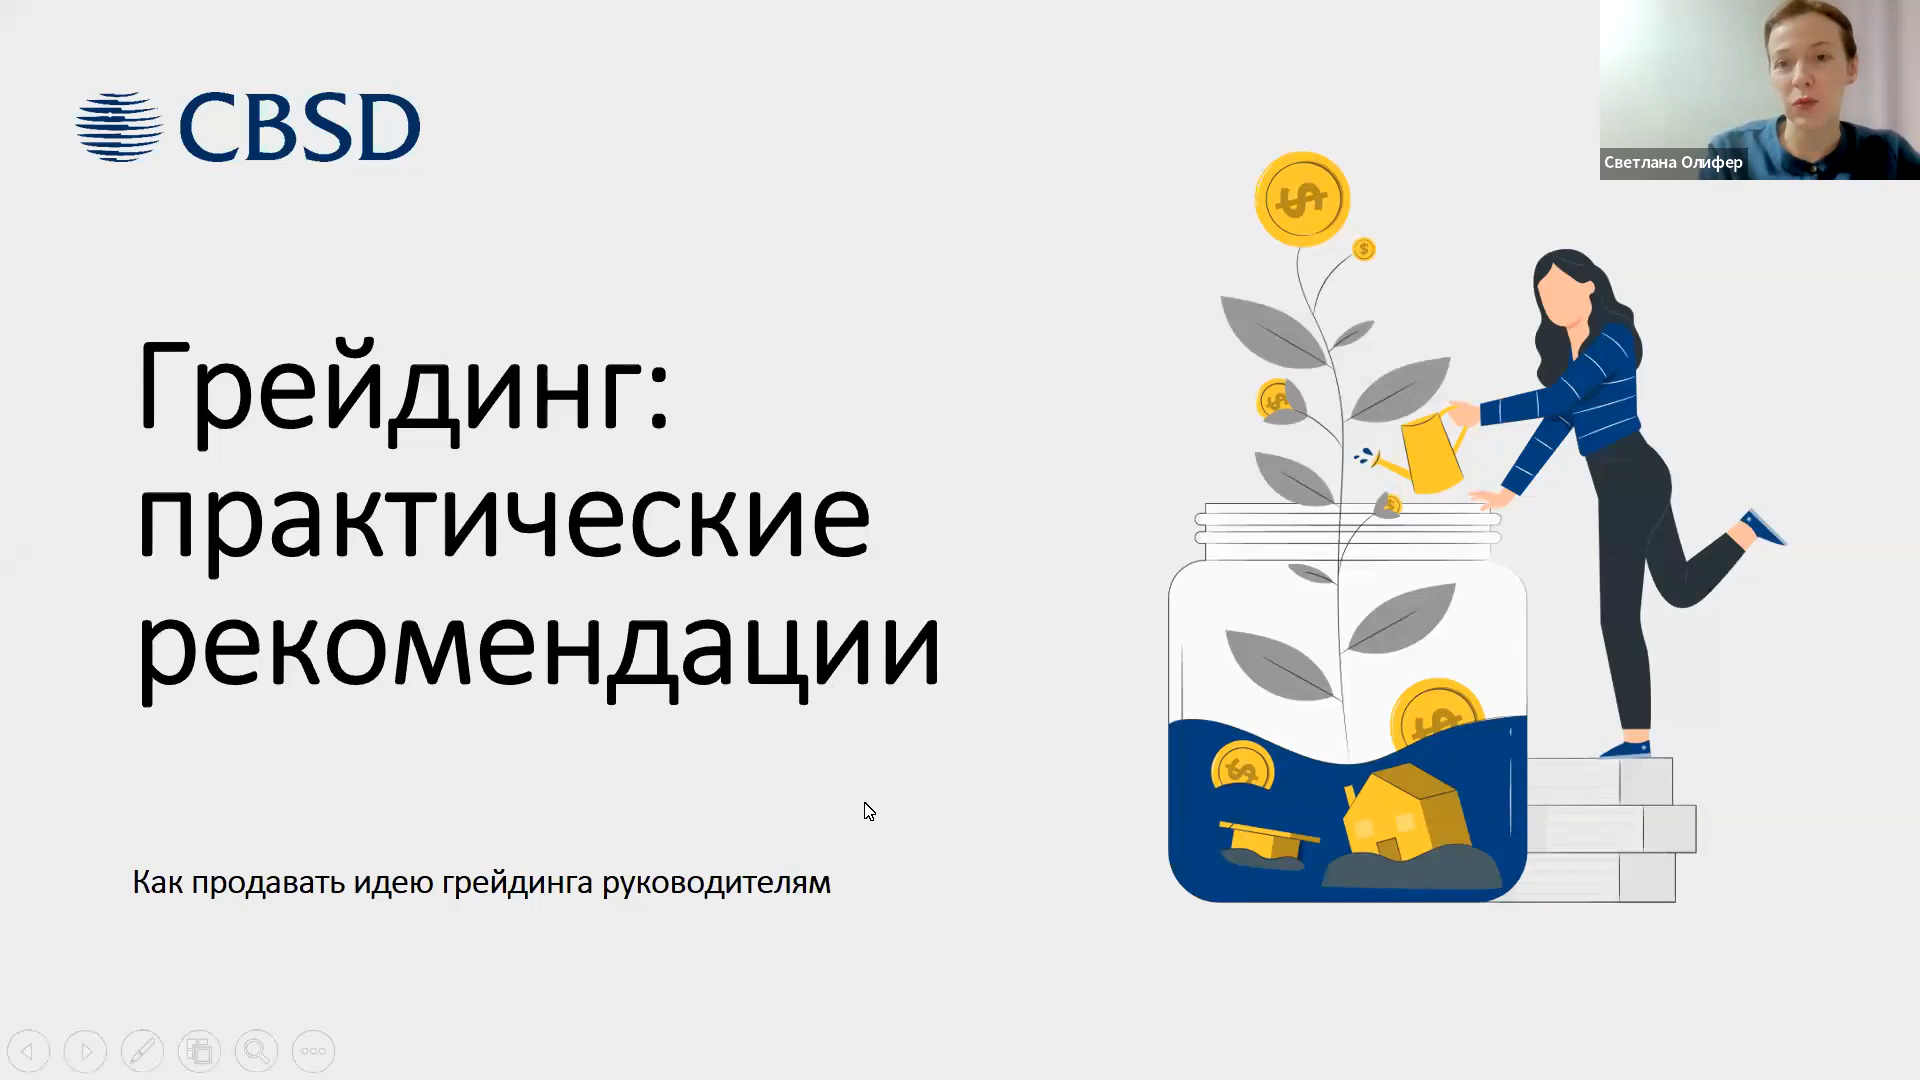 CBSD
Светлана Олифер
Грейдинг:
практические
рекомендации
Как продавать идею грейдинга руководителям